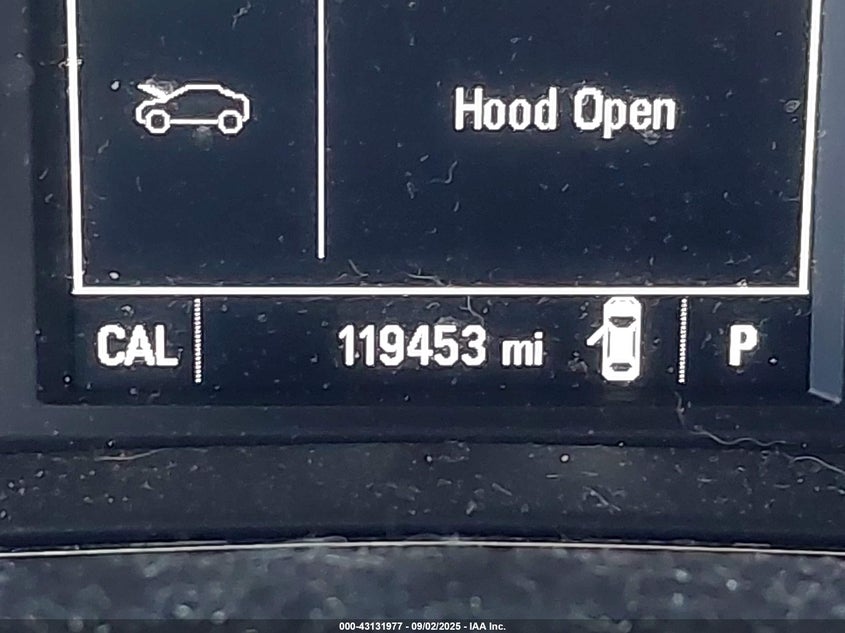 Hood Open
CAL 119453 mi P
000-43131977 - 09/02/2025 - IAA Inc.